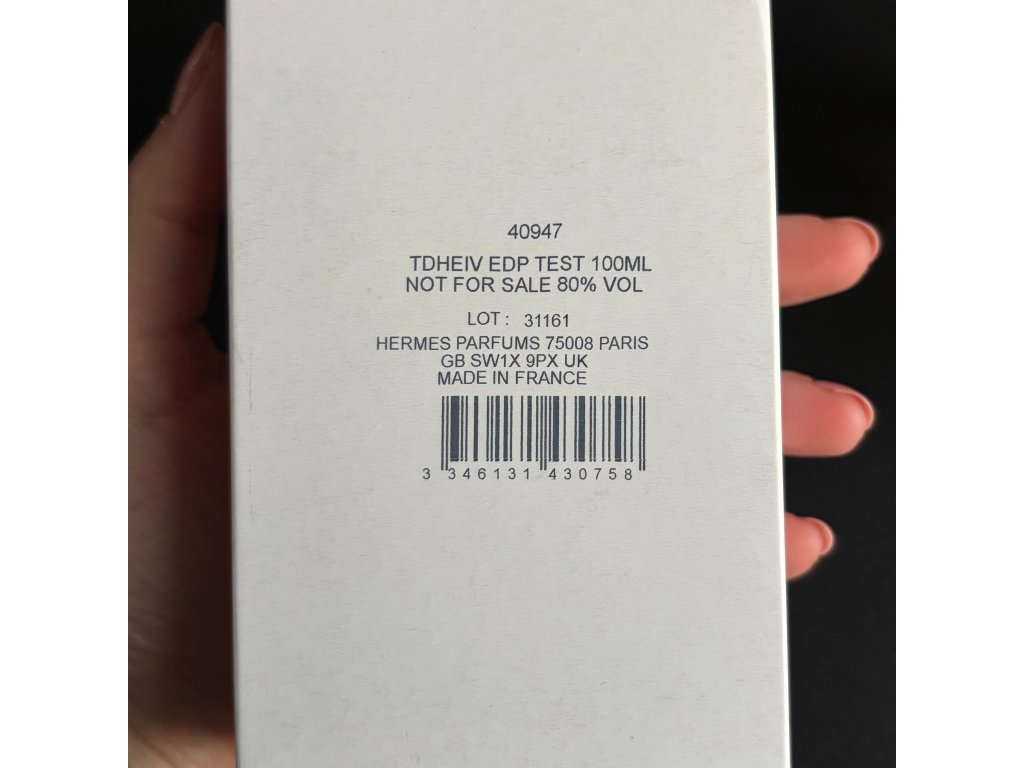 40947
TDHEIV EDP TEST 100ML
NOT FOR SALE 80% VOL
LOT : 31161
HERMES PARFUMS 75008 PARIS
GB SW1X 9PX UK
MADE IN FRANCE
3 346131 430758